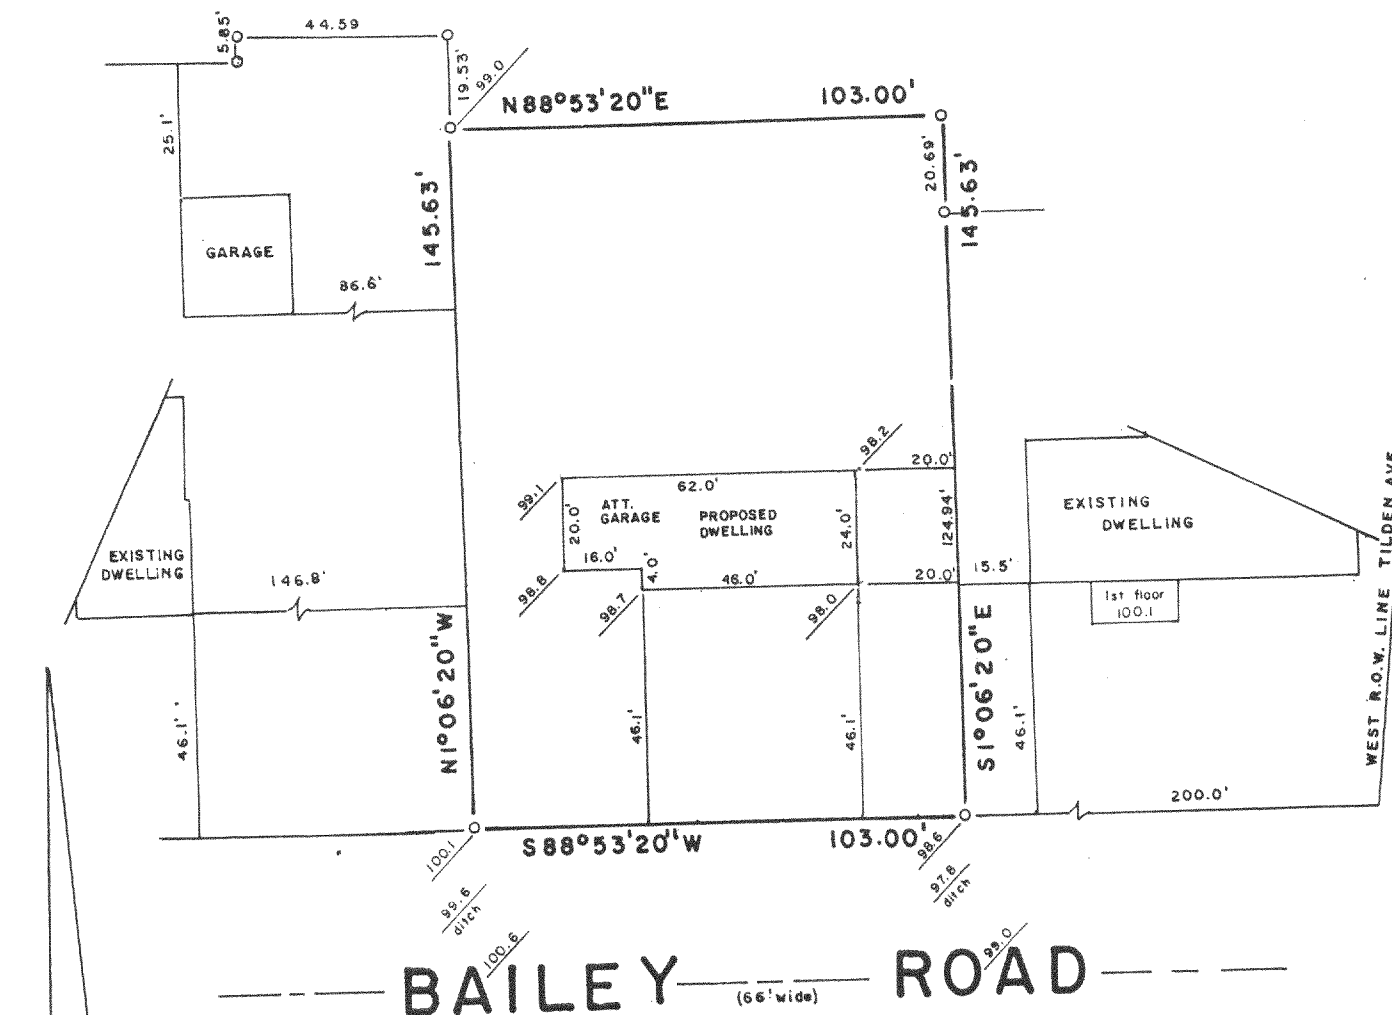 44.59
5.85'
19.53'
99.0
N88°53'20"E
103.00'
25.1'
20.69'
145.63'
145.63'
GARAGE
86.6'
98.2
20.0'
99.1
62.0'
ATT.
GARAGE
PROPOSED
DWELLING
20.0'
24.0'
124.94'
EXISTING
DWELLING
EXISTING
DWELLING
16.0'
4.0'
46.0'
20.0'
15.5'
146.8'
98.8
98.7
98.0
1st floor
100.1
N1°06'20"W
S1°06'20"E
46.1'
46.1'
46.1'
46.1'
WEST R.O.W. LINE TILDEN AVE
200.0'
S88°53'20"W
103.00'
100.1
98.6
99.6
ditch
97.8
ditch
100.6
99.0
BAILEY ROAD
(66' wide)